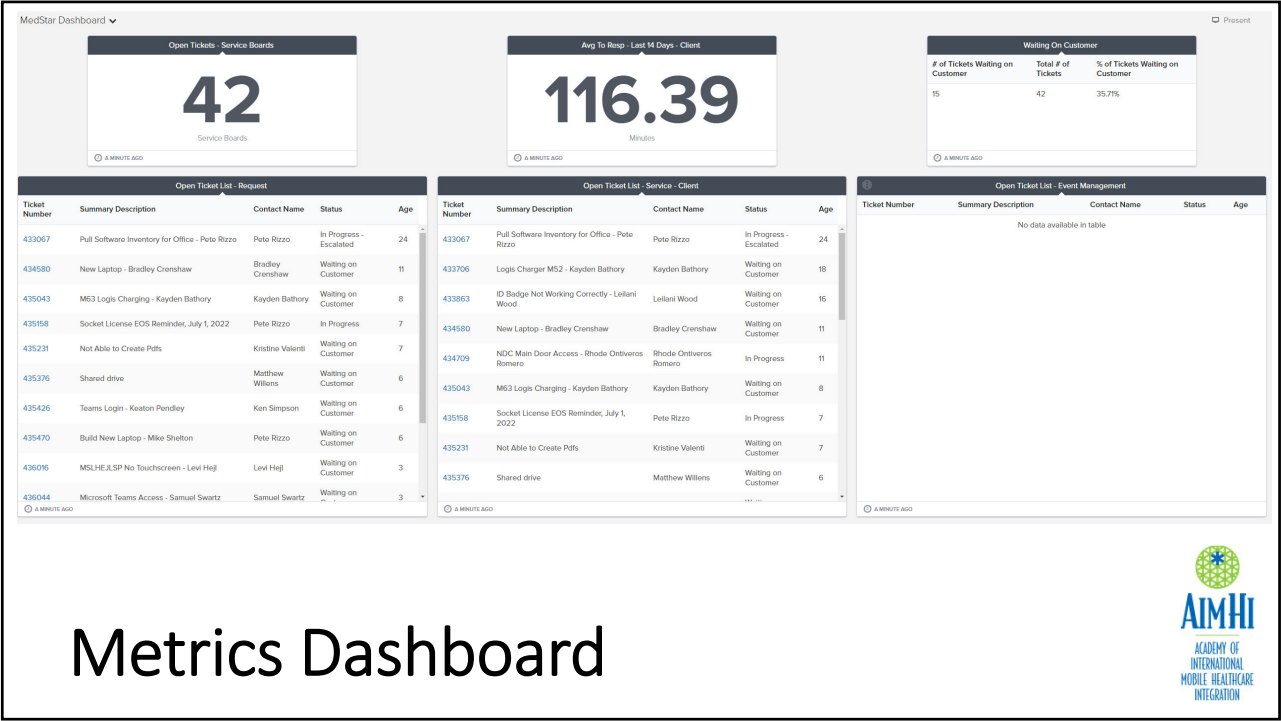 MedStar Dashboard
Present
Open Tickets - Service Boards
42
Service Boards
A MINUTE AGO
Avg To Resp - Last 14 Days - Client
116.39
Minutes
A MINUTE AGO
Waiting On Customer
# of Tickets Waiting on Customer Total # of Tickets % of Tickets Waiting on Customer
15 42 35.71%
A MINUTE AGO
Open Ticket List - Request
Ticket Number Summary Description Contact Name Status Age
433067 Pull Software Inventory for Office - Pete Rizzo Pete Rizzo In Progress - Escalated 24
434580 New Laptop - Bradley Crenshaw Bradley Crenshaw Waiting on Customer 11
435043 M63 Logis Charging - Kayden Bathory Kayden Bathory Waiting on Customer 8
435158 Socket License EOS Reminder, July 1, 2022 Pete Rizzo In Progress 7
435231 Not Able to Create Pdfs Kristine Valenti Waiting on Customer 7
435376 Shared drive Matthew Willens Waiting on Customer 6
435426 Teams Login - Keaton Pendley Ken Simpson Waiting on Customer 6
435470 Build New Laptop - Mike Shelton Pete Rizzo Waiting on Customer 6
436016 MSLHEJLSP No Touchscreen - Levi Hejl Levi Hejl Waiting on Customer 3
436044 Microsoft Teams Access - Samuel Swartz Samuel Swartz Waiting on 3
A MINUTE AGO
Open Ticket List - Service - Client
Ticket Number Summary Description Contact Name Status Age
433067 Pull Software Inventory for Office - Pete Rizzo Pete Rizzo In Progress - Escalated 24
433706 Logis Charger M52 - Kayden Bathory Kayden Bathory Waiting on Customer 18
433863 ID Badge Not Working Correctly - Leilani Wood Leilani Wood Waiting on Customer 16
434580 New Laptop - Bradley Crenshaw Bradley Crenshaw Waiting on Customer 11
434709 NDC Main Door Access - Rhode Ontiveros Romero Rhode Ontiveros Romero In Progress 11
435043 M63 Logis Charging - Kayden Bathory Kayden Bathory Waiting on Customer 8
435158 Socket License EOS Reminder, July 1, 2022 Pete Rizzo In Progress 7
435231 Not Able to Create Pdfs Kristine Valenti Waiting on Customer 7
435376 Shared drive Matthew Willens Waiting on Customer 6
A MINUTE AGO
Open Ticket List - Event Management
Ticket Number Summary Description Contact Name Status Age
No data available in table
A MINUTE AGO
Metrics Dashboard
AIMHI
ACADEMY OF
INTERNATIONAL
MOBILE HEALTHCARE
INTEGRATION